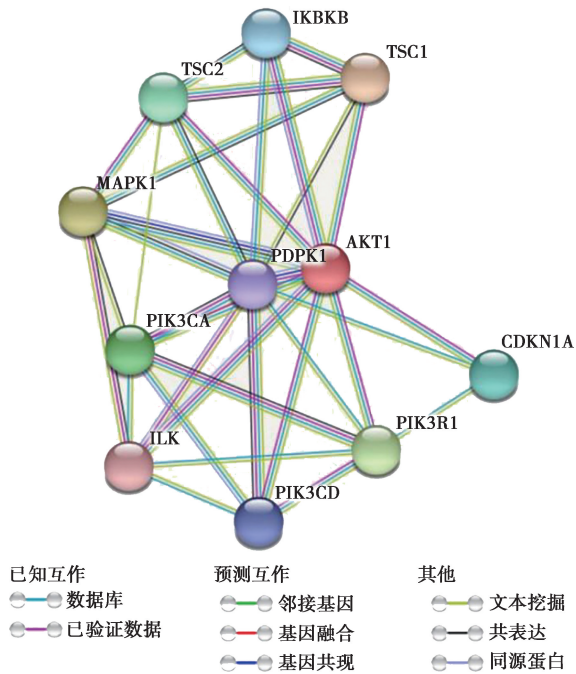 IKBKB
TSC1
TSC2
MAPK1
AKT1
PDPK1
PIK3CA
CDKN1A
PIK3R1
ILK
PIK3CD
已知互作 预测互作 其他
数据库 邻接基因 文本挖掘
已验证数据 基因融合 共表达
基因共现 同源蛋白